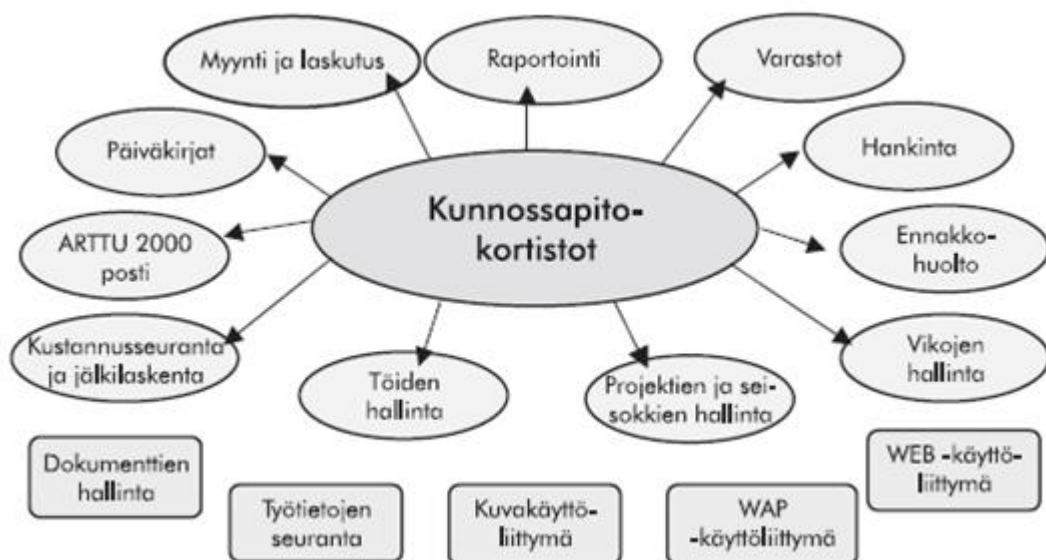 Myynti ja laskutus
Raportointi
Varastot
Päiväkirjat
Hankinta
Kunnossapito-
kortistot
ARTTU 2000
posti
Ennakko-
huolto
Kustannusseuranta
ja jälkilaskenta
Töiden
hallinta
Projektien ja sei-
sokkien hallinta
Vikojen
hallinta
Dokumenttien
hallinta
Työtietojen
seuranta
Kuvakäyttö-
liittymä
WAP
-käyttöliittymä
WEB -käyttö-
liittymä